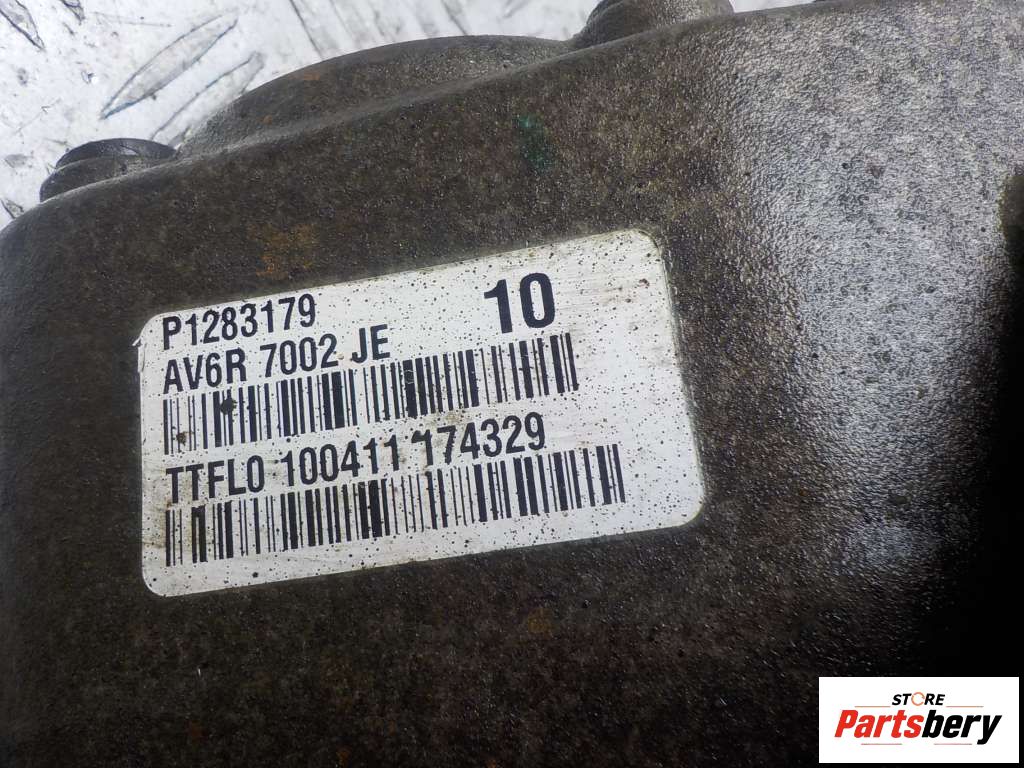 P1283179
10
AV6R 7002 JE
TTFL0 100411 174329
STORE
Partsbery